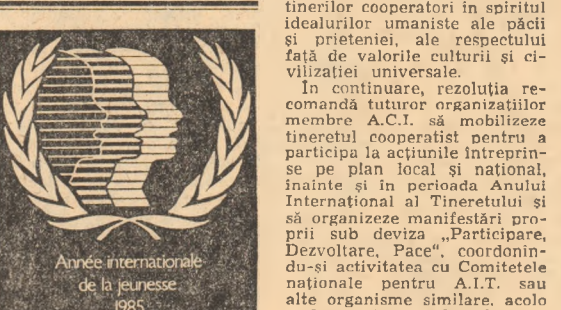 Année internationale
de la jeunesse
1985
tinerilor cooperatori în spiritul
idealurilor umaniste ale păcii
și prieteniei, ale respectului
față de valorile culturii și ci-
vilizației universale.
În continuare, rezoluția re-
comandă tuturor organizațiilor
membre A.C.I. să mobilizeze
tineretul cooperatist pentru a
participa la acțiunile întreprin-
se pe plan local și național,
înainte și în perioada Anului
Internațional al Tineretului și
să organizeze manifestări pro-
prii sub deviza „Participare,
Dezvoltare, Pace“, coordonin-
du-și activitatea cu Comitetele
naționale pentru A.I.T. sau
alte organisme similare, acolo